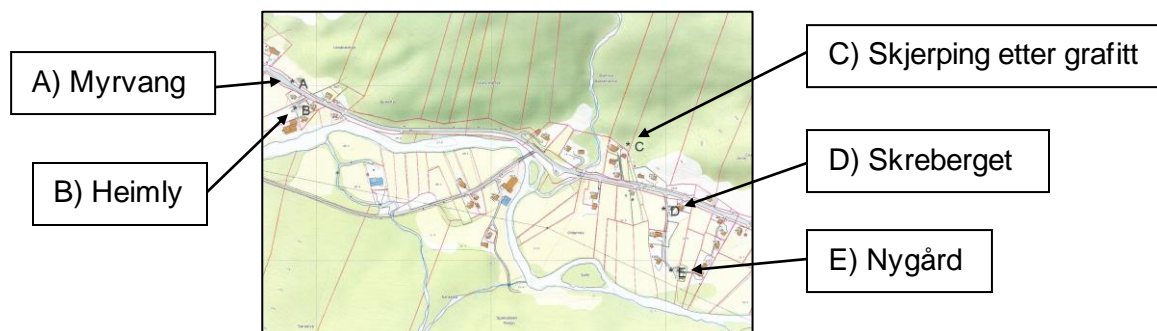 A) Myrvang
B) Heimly
C) Skjerping etter grafitt
D) Skreberget
E) Nygård
A
B
C
D
E